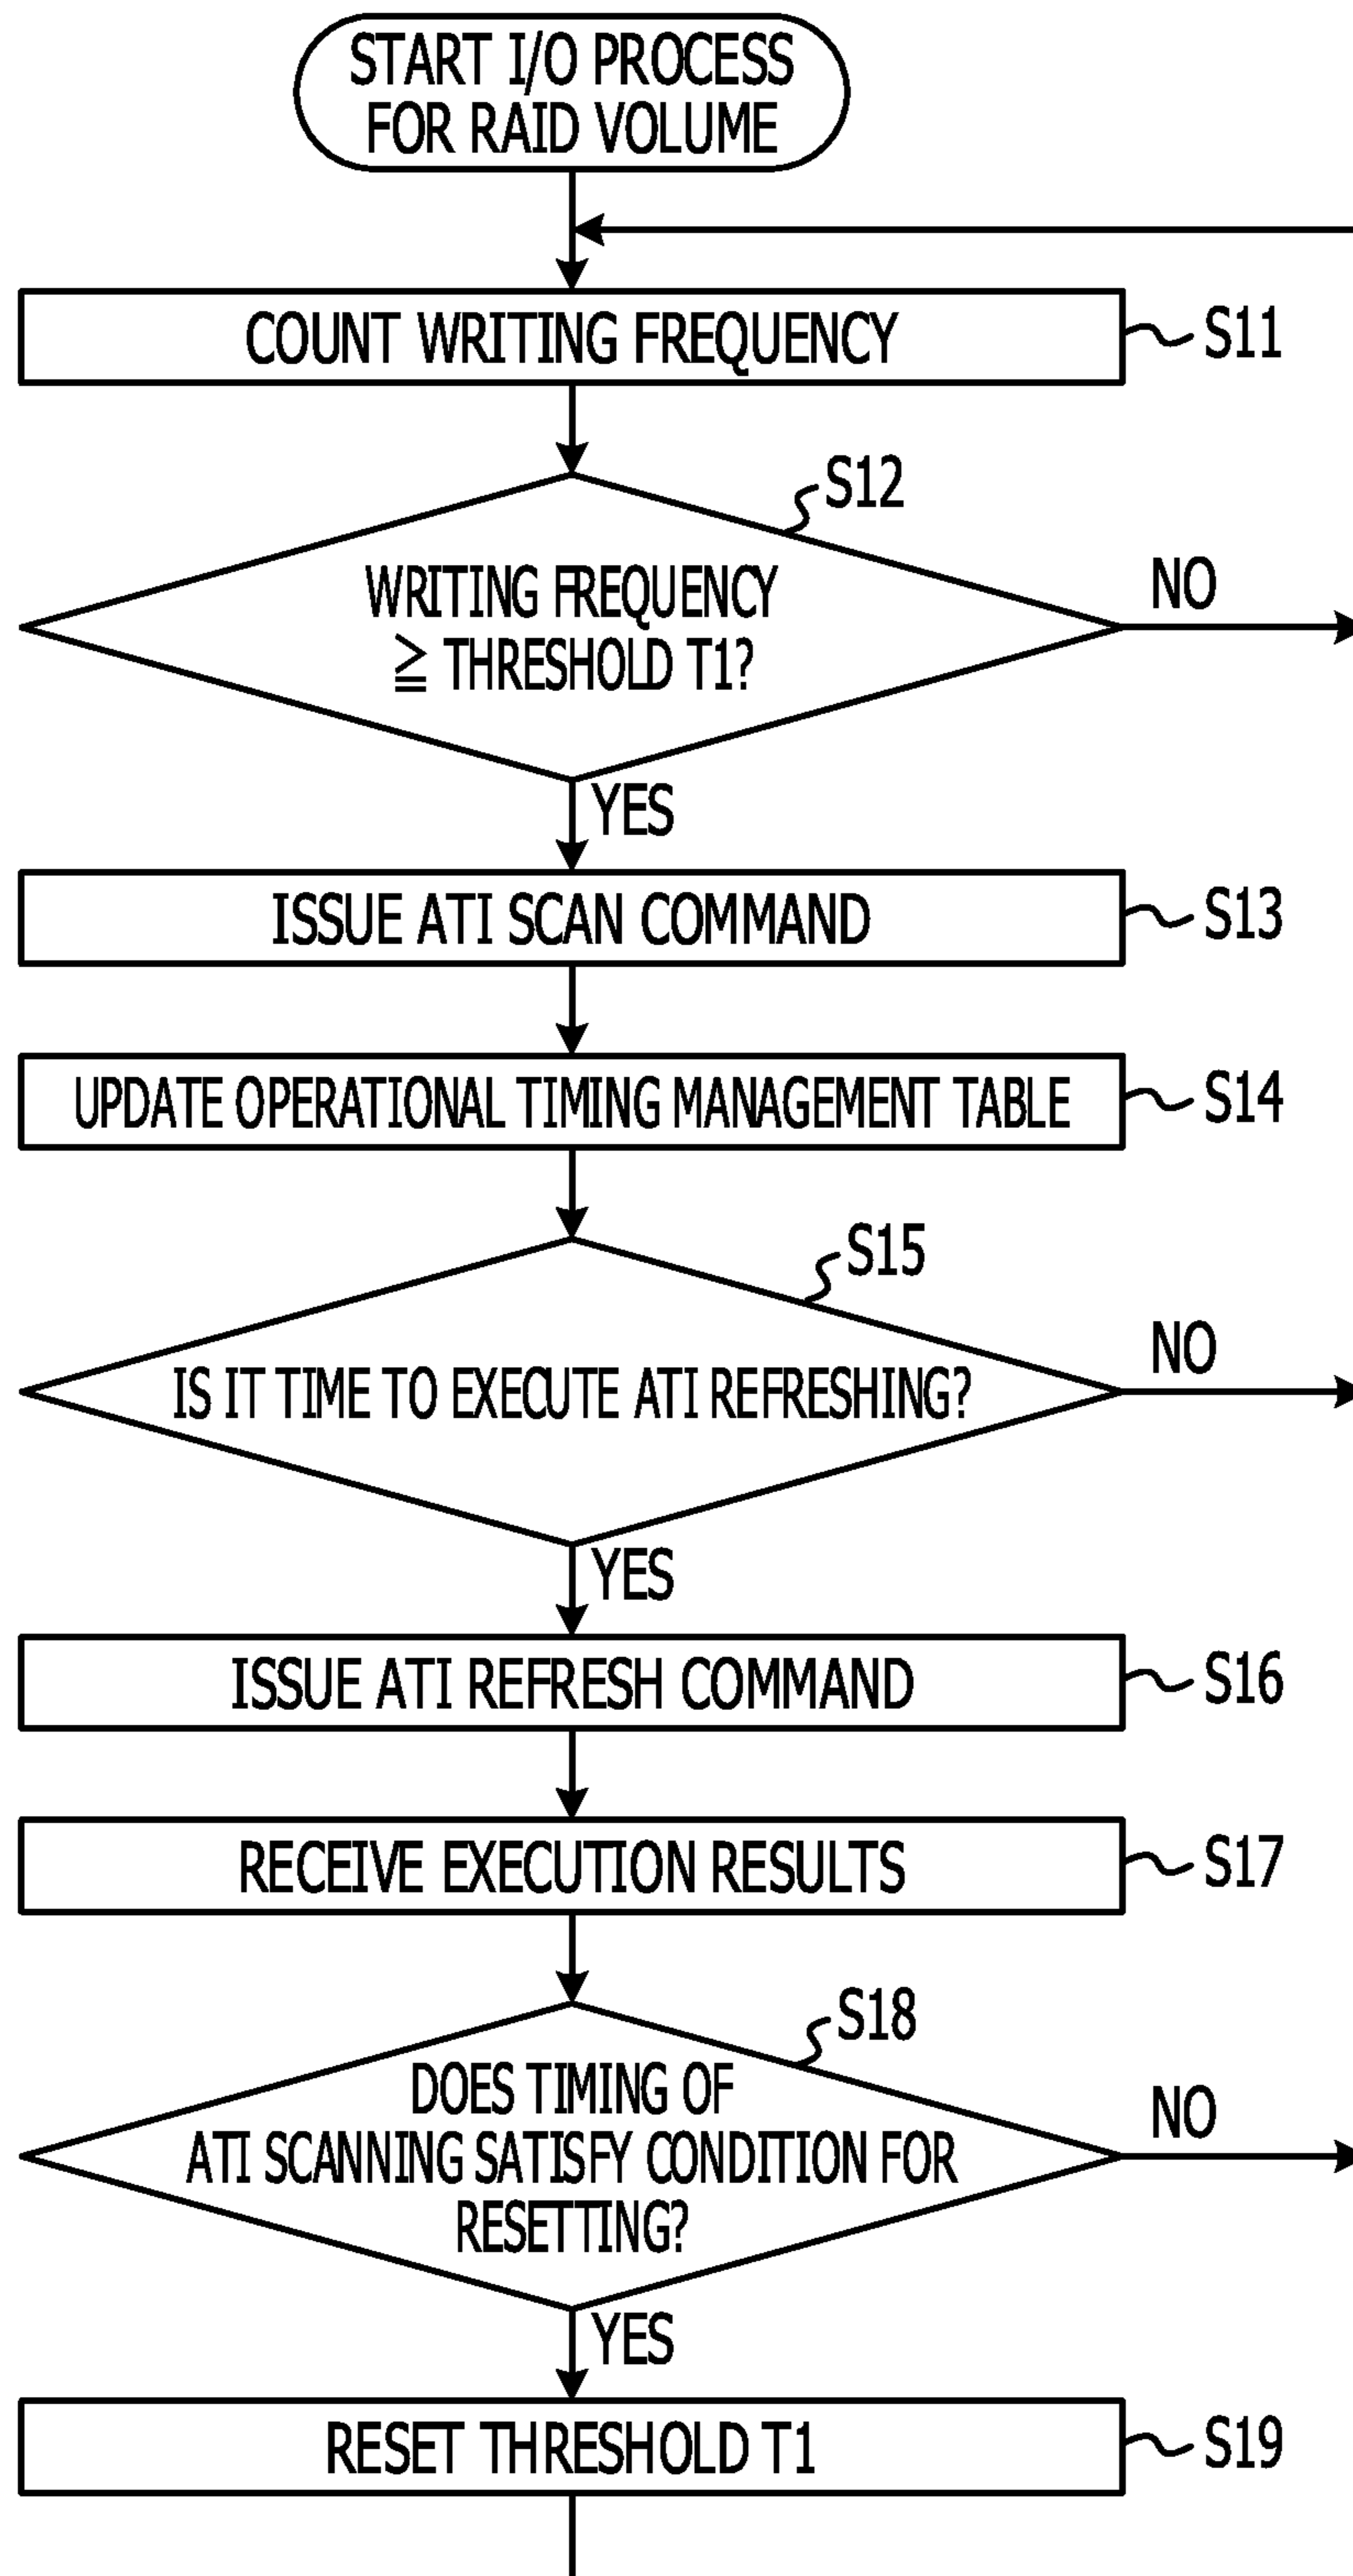 START I/O PROCESS
FOR RAID VOLUME
COUNT WRITING FREQUENCY
S11
S12
WRITING FREQUENCY
≧ THRESHOLD T1?
NO
YES
ISSUE ATI SCAN COMMAND
S13
UPDATE OPERATIONAL TIMING MANAGEMENT TABLE
S14
S15
IS IT TIME TO EXECUTE ATI REFRESHING?
NO
YES
ISSUE ATI REFRESH COMMAND
S16
RECEIVE EXECUTION RESULTS
S17
S18
DOES TIMING OF
ATI SCANNING SATISFY CONDITION FOR
RESETTING?
NO
YES
RESET THRESHOLD T1
S19